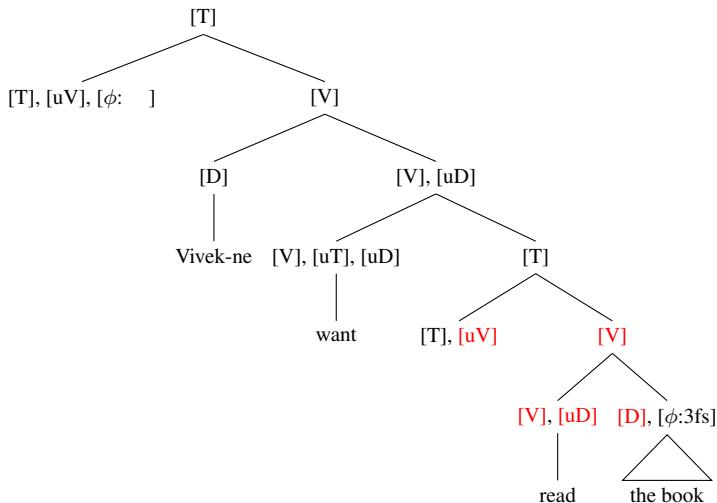 [T]
[T], [uV], [ϕ: ]
[V]
[D]
[V], [uD]
Vivek-ne
[V], [uT], [uD]
[T]
want
[T], [uV]
[V]
[V], [uD]
[D], [ϕ:3fs]
read
the book